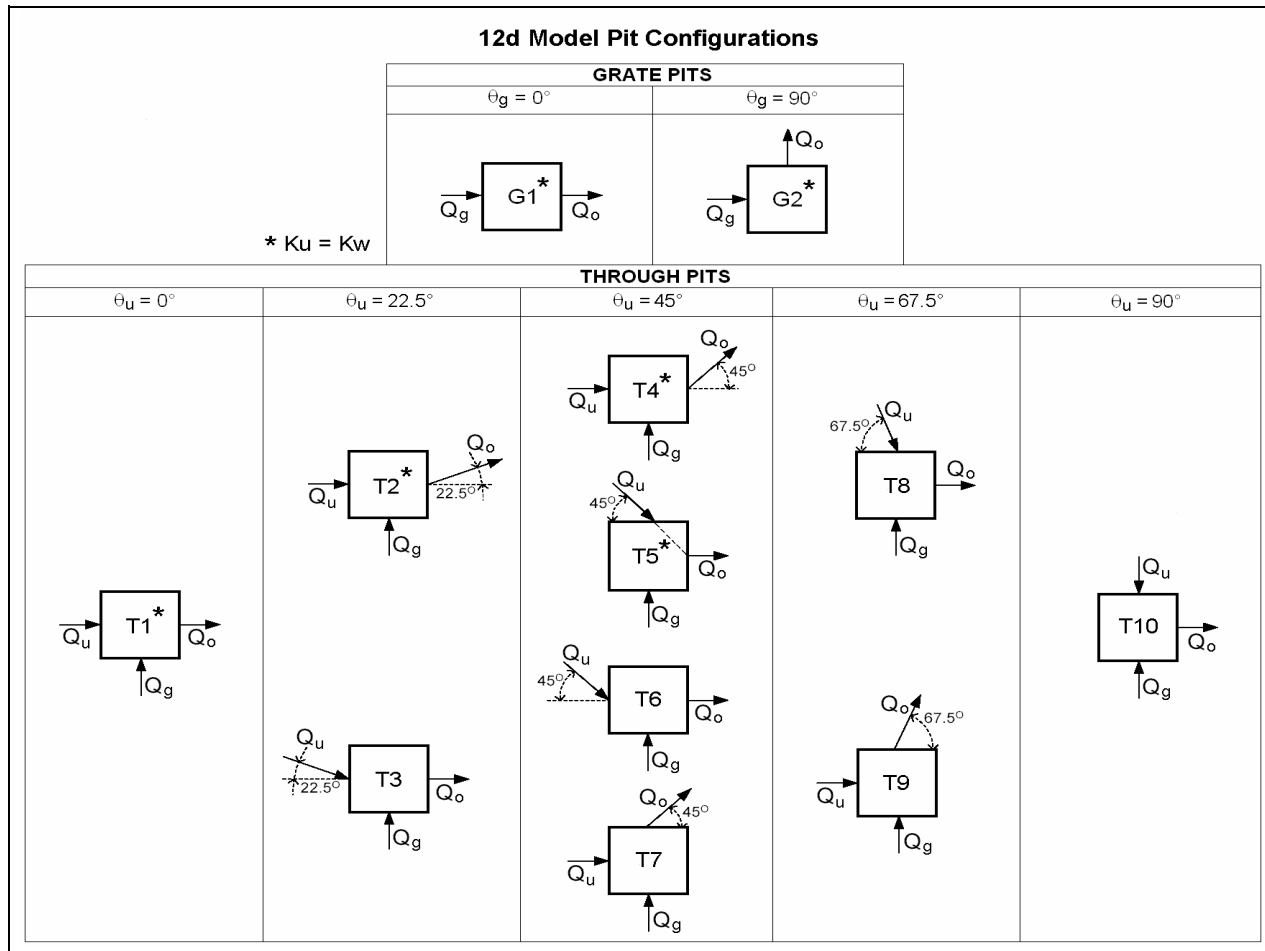 12d Model Pit Configurations
GRATE PITS
θg = 0°
θg = 90°
Qg
G1*
Qo
Qo
Qg
G2*
* Ku = Kw
THROUGH PITS
θu = 0°
θu = 22.5°
θu = 45°
θu = 67.5°
θu = 90°
Qu
T1*
Qo
Qg
Qo
Qu
T2*
22.5°
Qg
Qu
22.5°
T3
Qo
Qg
Qo
45°
Qu
T4*
Qg
Qu
45°
T5*
Qo
Qg
Qu
45°
T6
Qo
Qg
Qo
45°
Qu
T7
Qg
Qu
67.5°
T8
Qo
Qg
Qo
67.5°
Qu
T9
Qg
Qu
T10
Qo
Qg